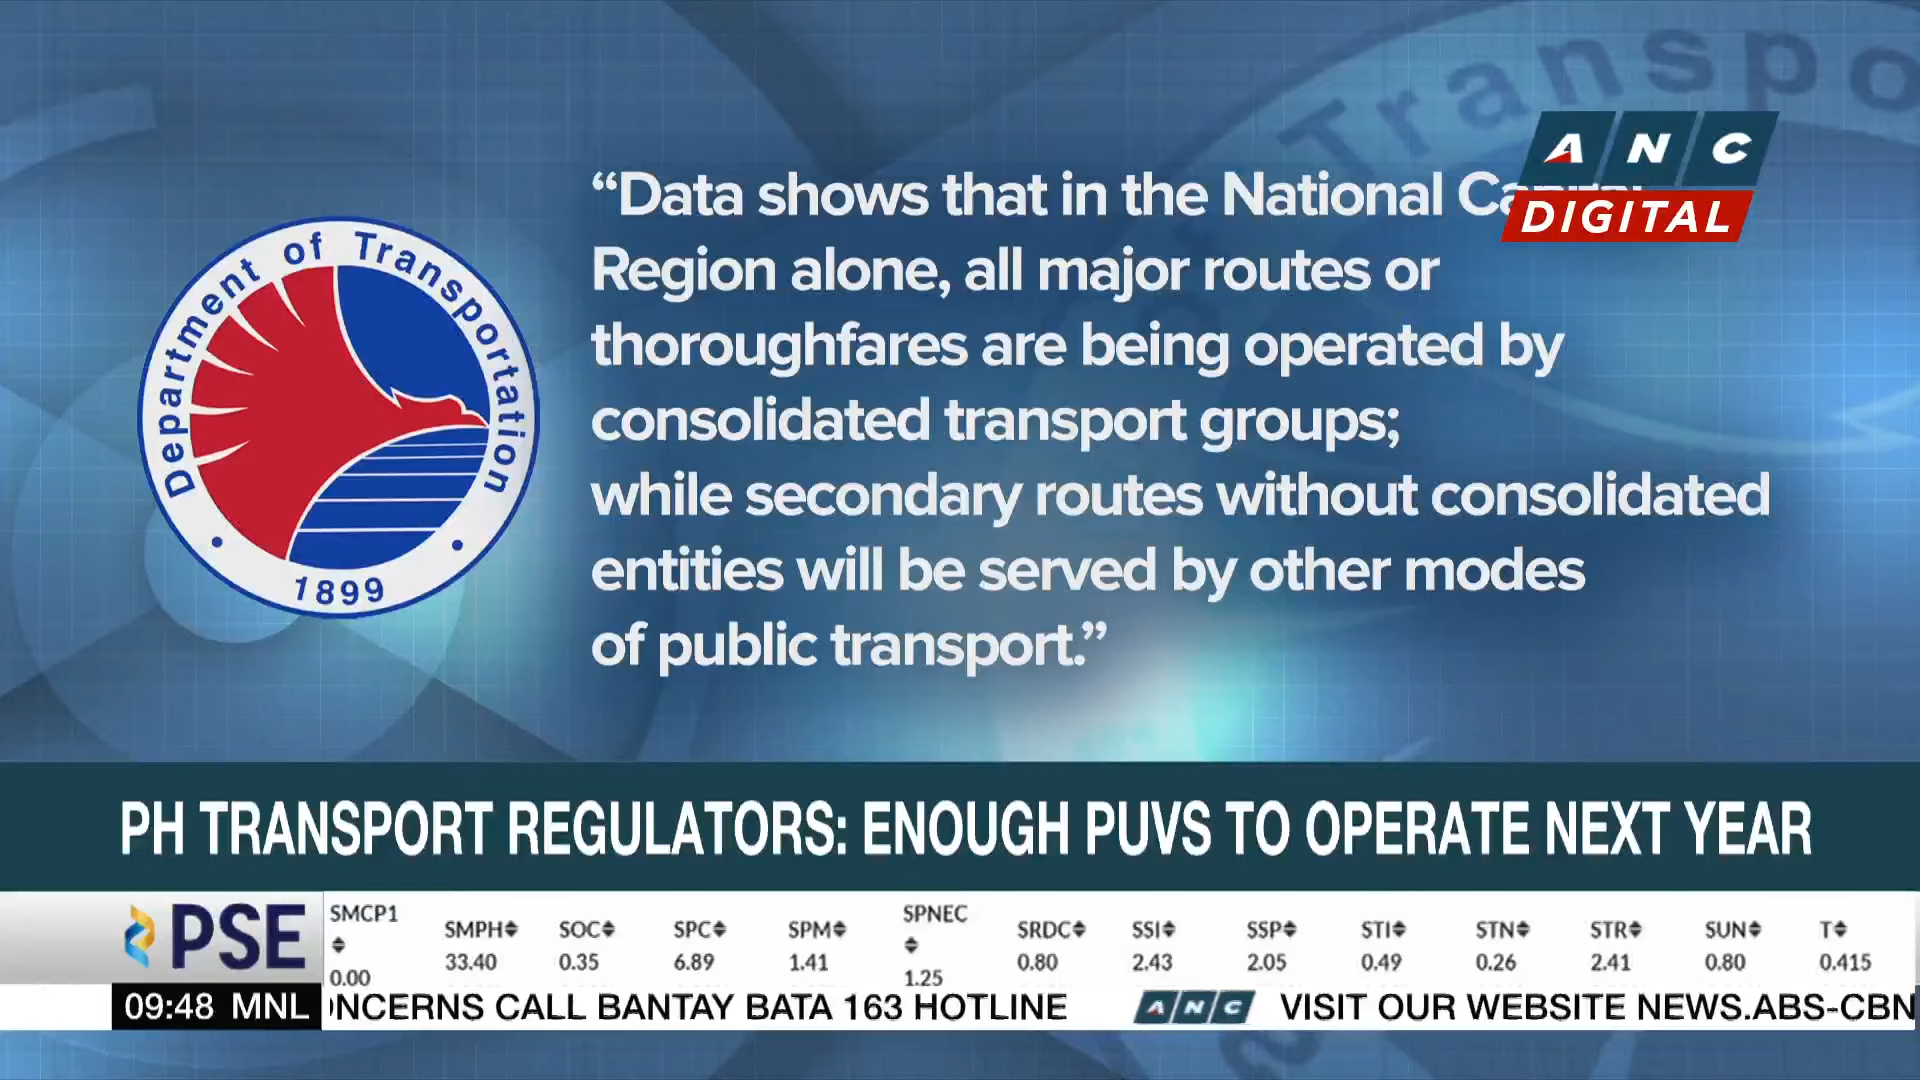 Transpo
A N C
DIGITAL
Department of Transportation
1899
“Data shows that in the National
Region alone, all major routes or
thoroughfares are being operated by
consolidated transport groups;
while secondary routes without consolidated
entities will be served by other modes
of public transport.”
PH TRANSPORT REGULATORS: ENOUGH PUVS TO OPERATE NEXT YEAR
PSE
SMCP1 SMPH SOC SPC SPM SPNEC SRDC SSI SSP STI STN STR SUN T
0.00 33.40 0.35 6.89 1.41 1.25 0.80 2.43 2.05 0.49 0.26 2.41 0.80 0.415
09:48 MNL
ONCERNS CALL BANTAY BATA 163 HOTLINE ANC VISIT OUR WEBSITE NEWS.ABS-CBN